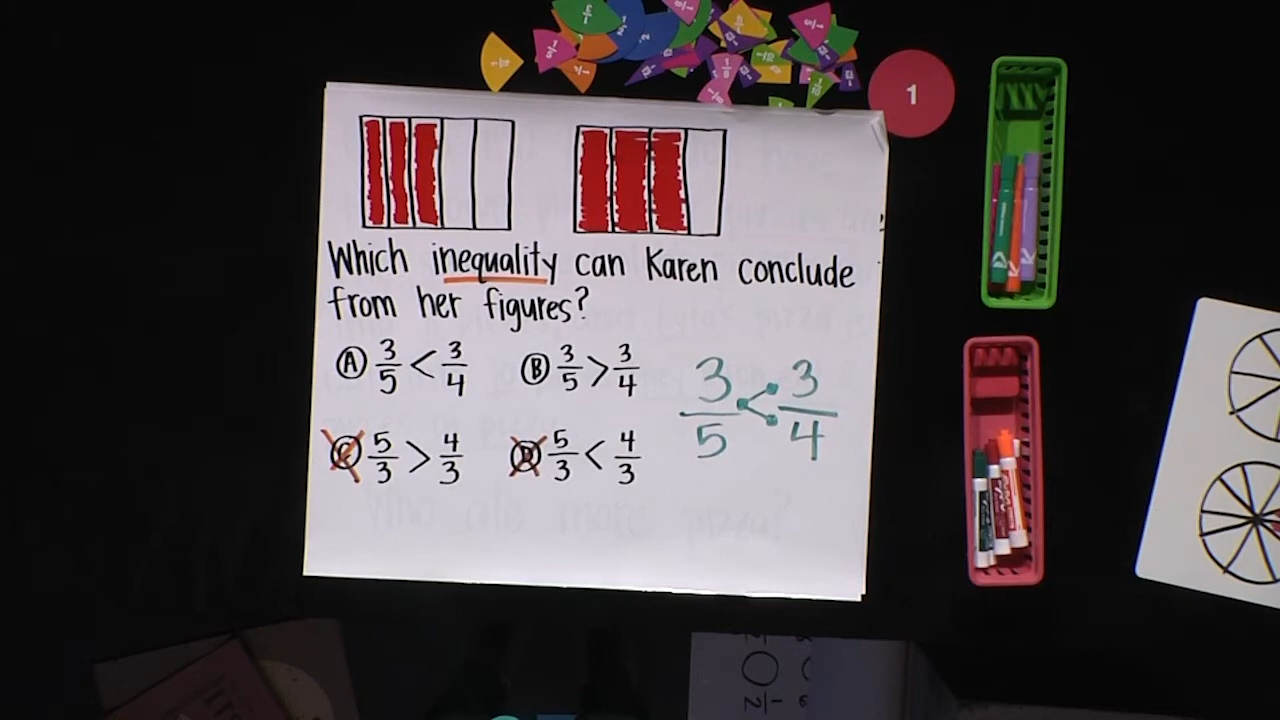 1
Which inequality can Karen conclude
from her figures?
Ⓐ 3/5 < 3/4 Ⓑ 3/5 > 3/4
Ⓒ 5/3 > 4/3 Ⓓ 5/3 < 4/3
3/5 < 3/4